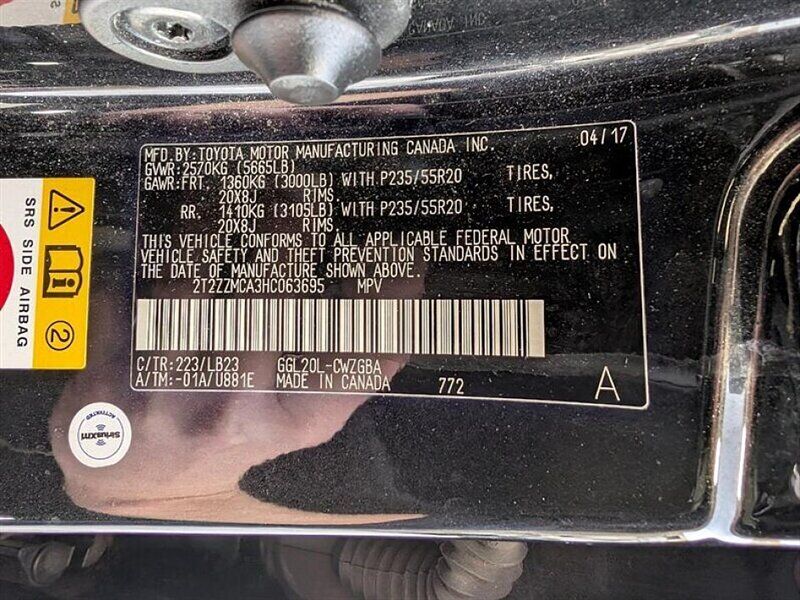 MFD.BY:TOYOTA MOTOR MANUFACTURING CANADA INC. 04/17
GVWR:2570KG (5665LB)
GAWR:FRT. 1360KG (3000LB) WITH P235/55R20 TIRES,
20X8J RIMS
RR. 1410KG (3105LB) WITH P235/55R20 TIRES,
20X8J RIMS
THIS VEHICLE CONFORMS TO ALL APPLICABLE FEDERAL MOTOR
VEHICLE SAFETY AND THEFT PREVENTION STANDARDS IN EFFECT ON
THE DATE OF MANUFACTURE SHOWN ABOVE.
2T2ZZMCA3HC063695 MPV
C/TR:223/LB23 GGL20L-CWZGBA
A/TM:-01A/U881E MADE IN CANADA 772 A
SRS SIDE AIRBAG
2
SiriusXM
ACTIVATED